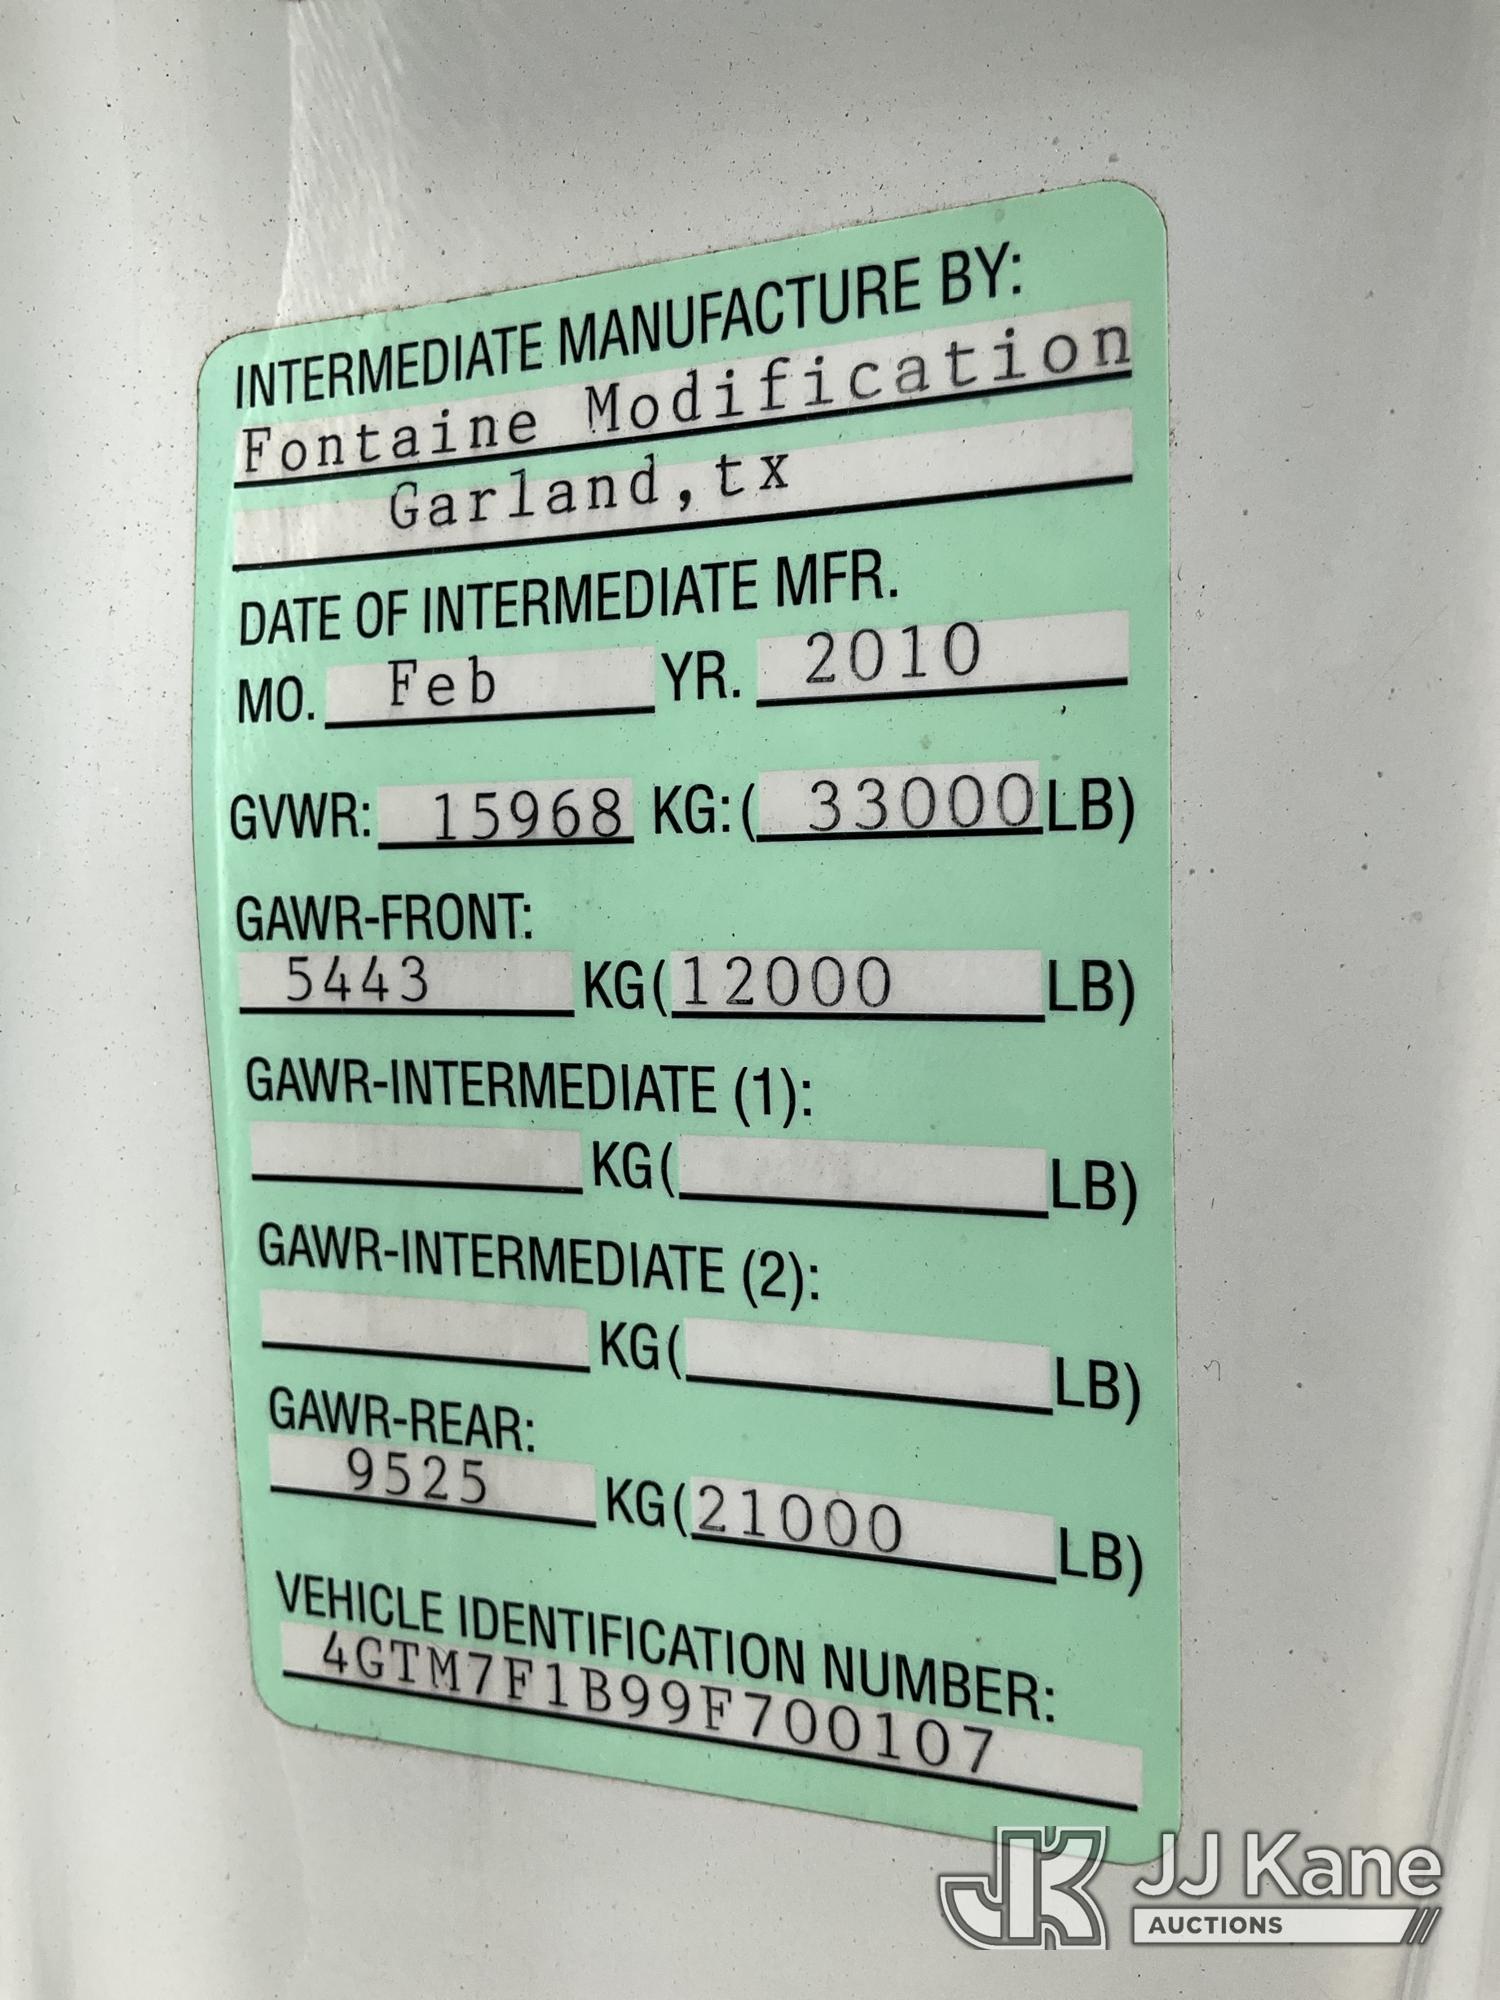 INTERMEDIATE MANUFACTURE BY:
Fontaine Modification
Garland,tx
DATE OF INTERMEDIATE MFR.
MO. Feb YR. 2010
GVWR: 15968 KG:( 33000 LB)
GAWR-FRONT:
5443 KG( 12000 LB)
GAWR-INTERMEDIATE (1):
KG( LB)
GAWR-INTERMEDIATE (2):
KG( LB)
GAWR-REAR:
9525 KG( 21000 LB)
VEHICLE IDENTIFICATION NUMBER:
4GTM7F1B99F700107
JK JJ Kane
AUCTIONS